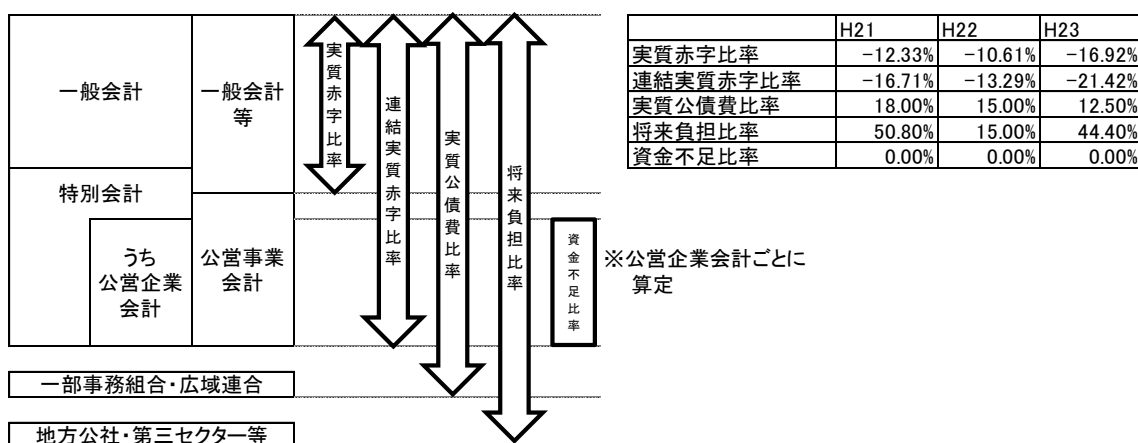 一般会計
一般会計
等
特別会計
うち
公営企業
会計
公営事業
会計
実質赤字比率
連結実質赤字比率
実質公債費比率
将来負担比率
資金不足比率
※公営企業会計ごとに
算定
一部事務組合・広域連合
地方公社・第三セクター等
H21 H22 H23
実質赤字比率 -12.33% -10.61% -16.92%
連結実質赤字比率 -16.71% -13.29% -21.42%
実質公債費比率 18.00% 15.00% 12.50%
将来負担比率 50.80% 15.00% 44.40%
資金不足比率 0.00% 0.00% 0.00%